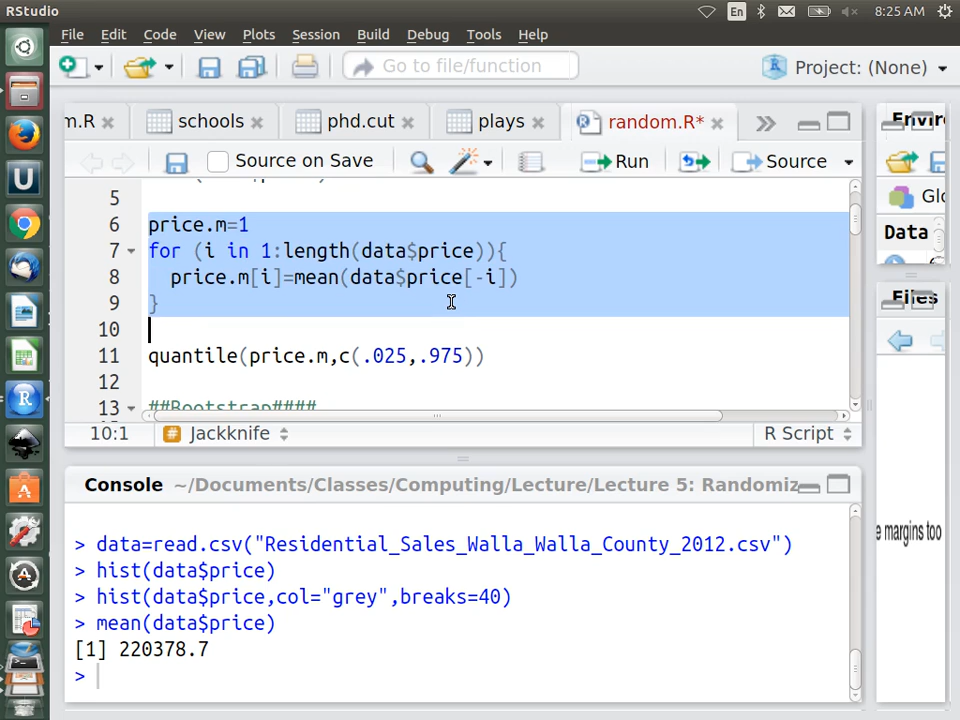 RStudio
En
8:25 AM
File Edit Code View Plots Session Build Debug Tools Help
Go to file/function
Project: (None)
m.R schools phd.cut plays random.R*
Source on Save Run Source
5
6 price.m=1
7 for (i in 1:length(data$price)){
8 price.m[i]=mean(data$price[-i])
9 }
10
11 quantile(price.m,c(.025,.975))
12
13 ##Bootstrap####
10:1 # Jackknife R Script
Console ~/Documents/Classes/Computing/Lecture/Lecture 5: Randomiz
> data=read.csv("Residential_Sales_Walla_Walla_County_2012.csv")
> hist(data$price)
> hist(data$price,col="grey",breaks=40)
> mean(data$price)
[1] 220378.7
>
Envir
Glo
Data
Files
e margins too